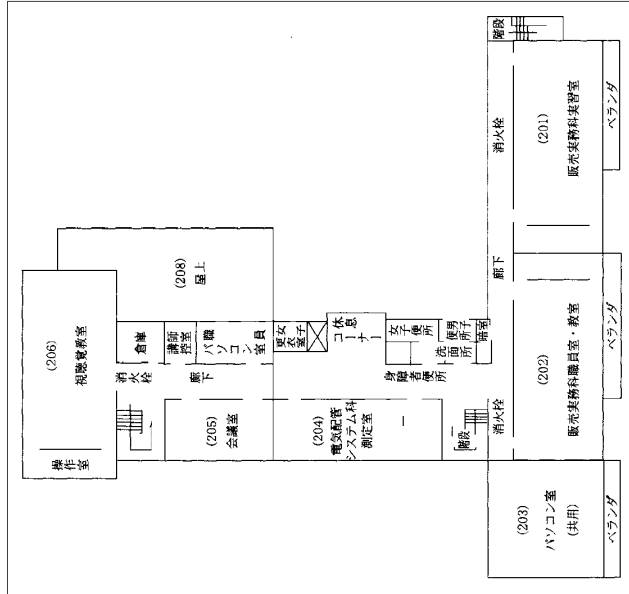 階段
消火栓
(201)
販売実務科実習室
ベランダ
廊下
(208)
屋上
(206)
視聴覚教室
操作室
倉庫
講師
控室
職員
パソコン室
女子
更衣室
休息
コーナー
女子
便所
男子
便所
暗室
洗面所
身障者便所
消火栓
廊下
(205)
会議室
(204)
電気配管
システム科
測定室
階段
消火栓
(202)
販売実務科職員室・教室
ベランダ
(203)
パソコン室
(共用)
ベランダ